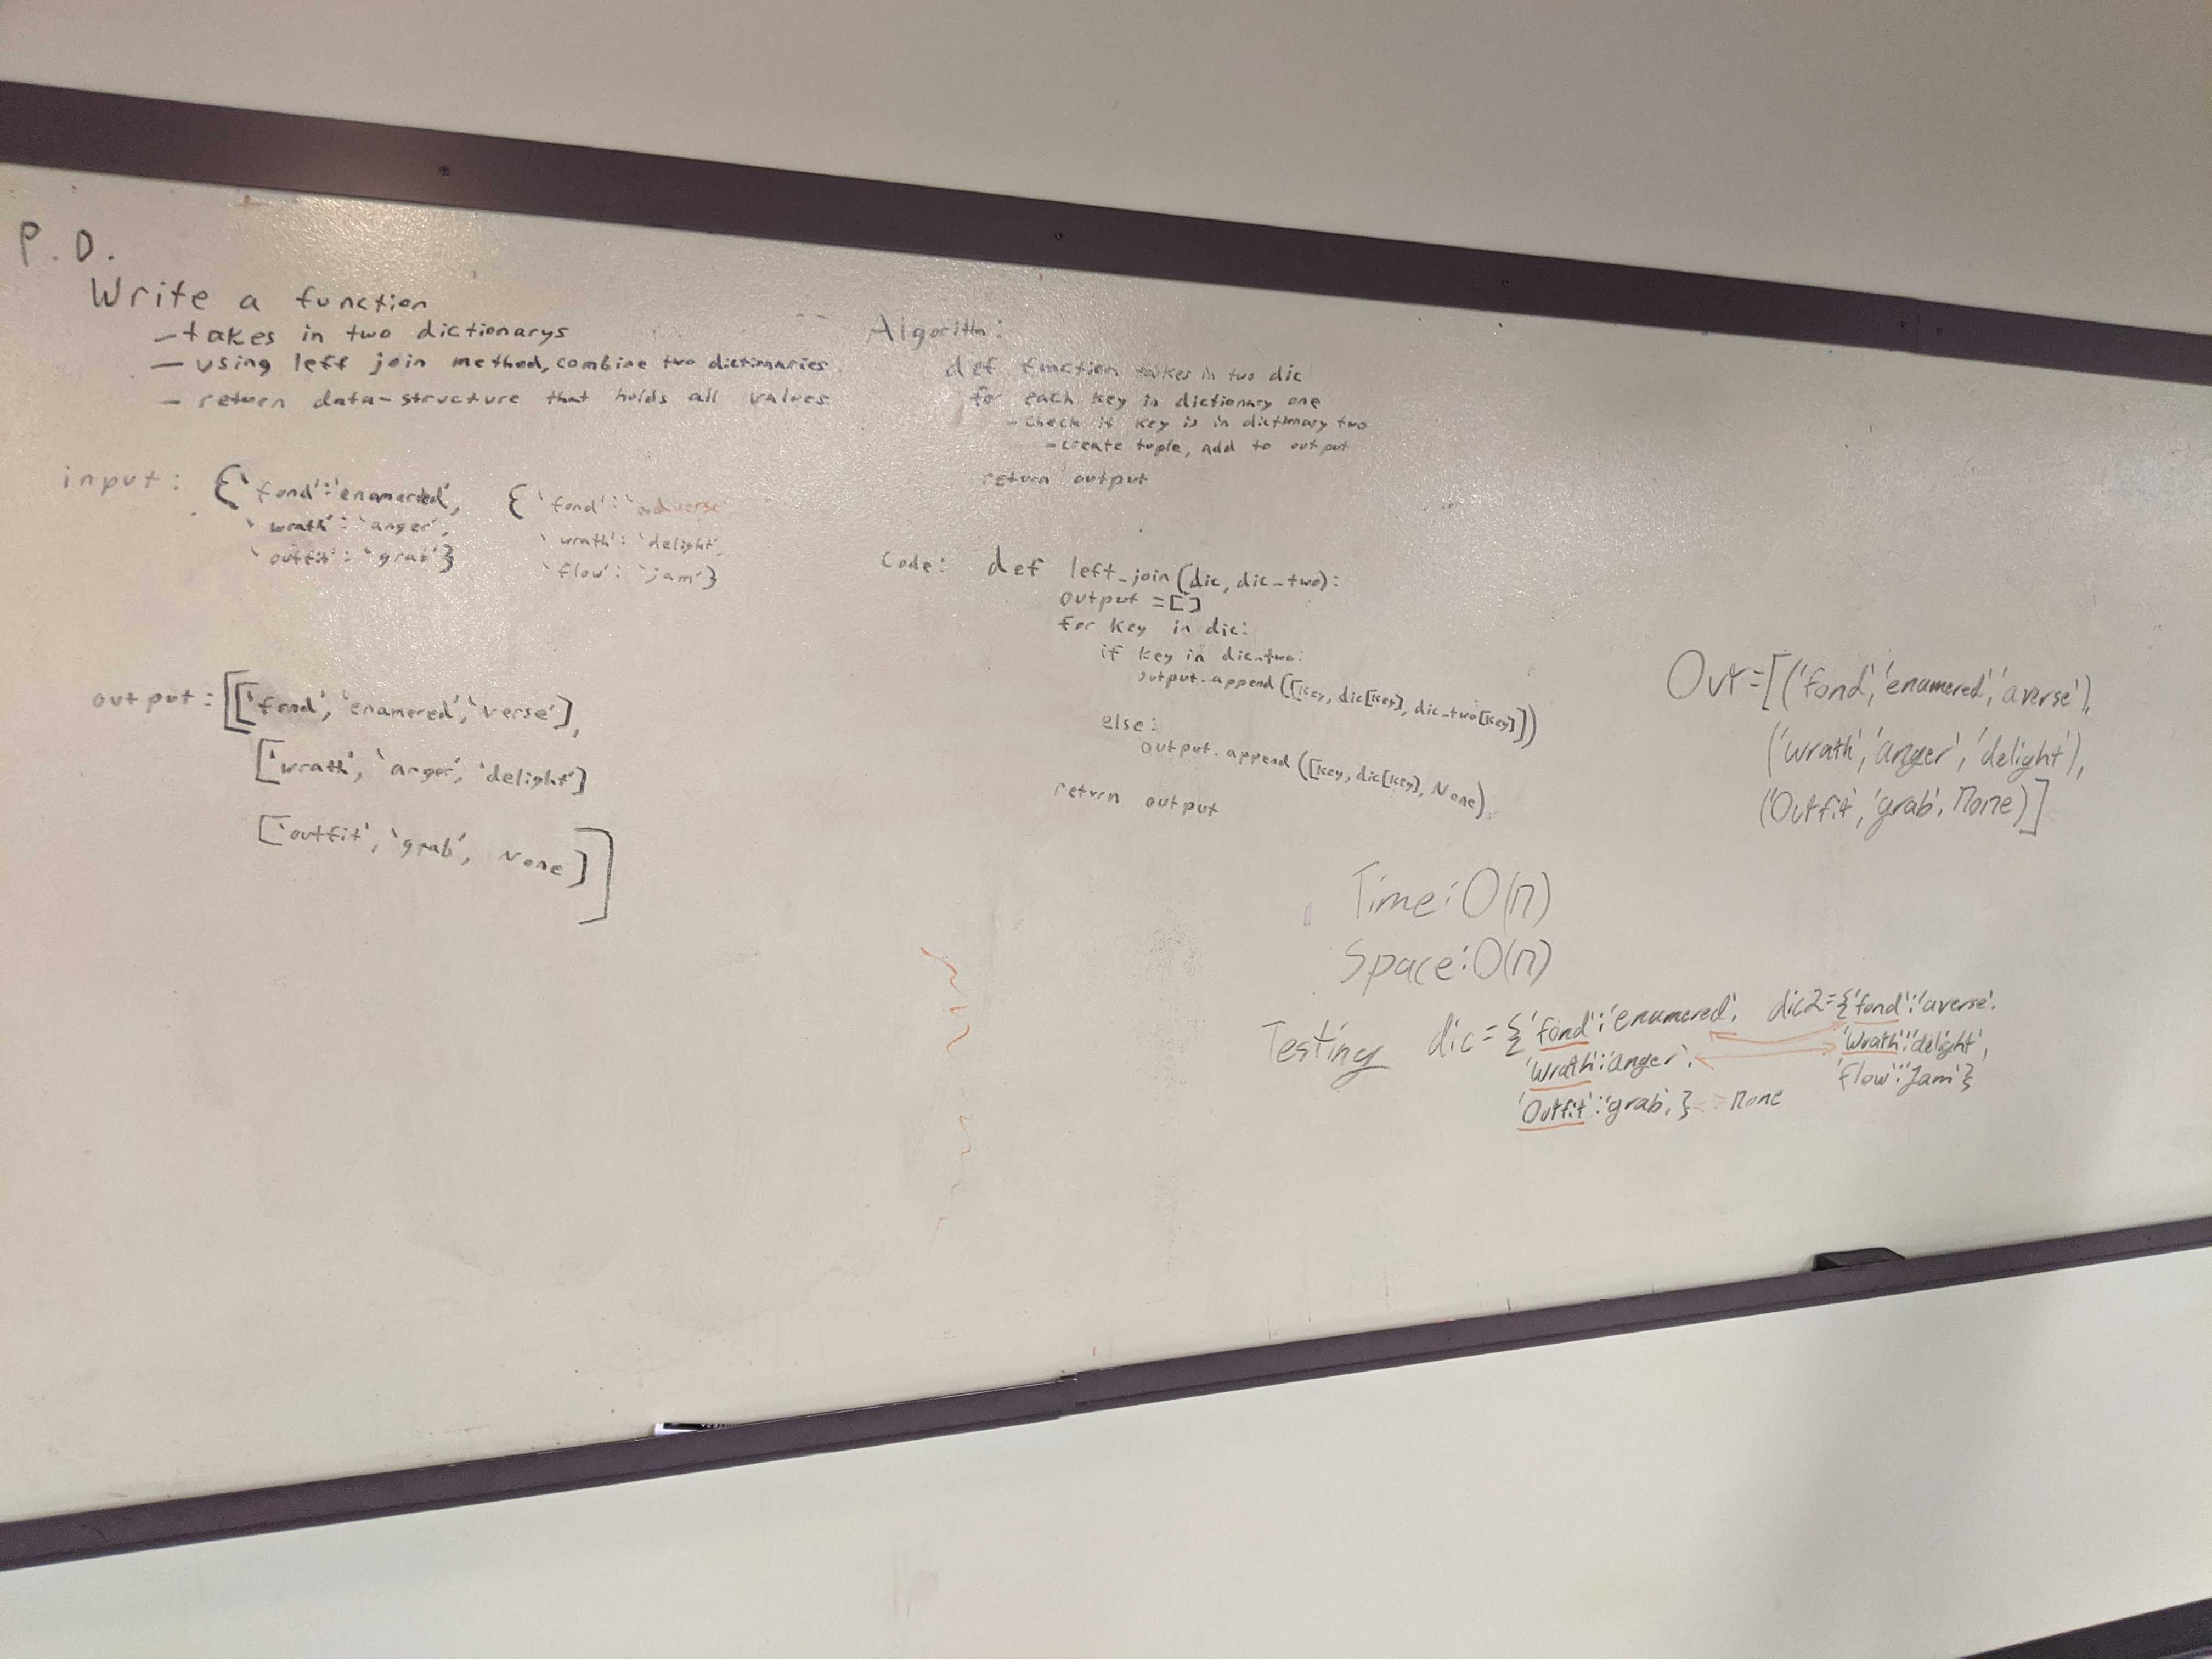 P.D.
Write a function
- takes in two dictionarys
- using left join method, combine two dictionaries
- return data-structure that holds all values
input: {'fond':'enamerded', {'fond':'adverse'
'wrath':'anger', 'wrath':'delight',
'outfit':'grab'} 'flow':'jam'}
output:[['fond','enamered','verse'],
['wrath','anger','delight']
['outfit','grab', None]]
Algorithm:
def function takes in two dic
for each key in dictionary one
- check if key is in dictionary two
- create tople, add to output
return output
Code: def left_join(dic, dic_two):
output = []
for key in dic:
if key in dic_two:
output.append([key, dic[key], dic_two[key]])
else:
output.append([key, dic[key], None)
return output
Out=[('fond','enamered','averse'),
('wrath','anger','delight'),
('Outfit','grab', None)]
Time: O(n)
Space: O(n)
Testing dic={'fond':'enamered', dic2={'fond':'averse'.
'Wrath':'anger', 'Wrath':'delight',
'Outfit':'grab', } <-> None 'flow':'Jam'}